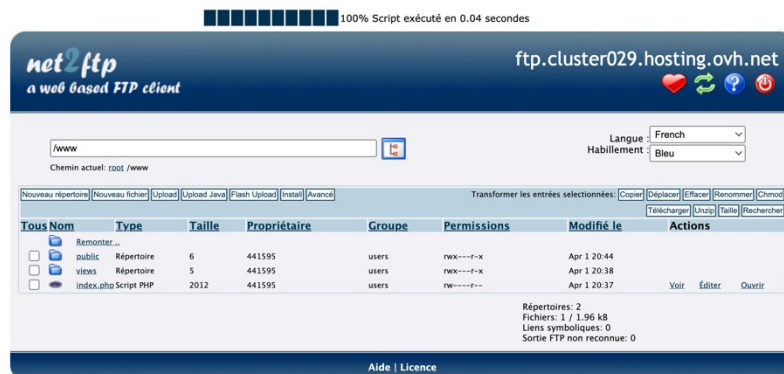 100% Script exécuté en 0.04 secondes
net2ftp
a web based FTP client
ftp.cluster029.hosting.ovh.net
/www
Chemin actuel: root /www
Langue : French
Habillement : Bleu
Nouveau répertoire Nouveau fichier Upload Upload Java Flash Upload Install Avancé
Transformer les entrées selectionnées: Copier Déplacer Effacer Renommer Chmod
Télécharger Unzip Taille Rechercher
Tous Nom Type Taille Propriétaire Groupe Permissions Modifié le Actions
Remonter ..
public Répertoire 6 441595 users rwx---r-x Apr 1 20:44
views Répertoire 5 441595 users rwx---r-x Apr 1 20:38
index.php Script PHP 2012 441595 users rw----r-- Apr 1 20:37 Voir Éditer Ouvrir
Répertoires: 2
Fichiers: 1 / 1.96 kB
Liens symboliques: 0
Sortie FTP non reconnue: 0
Aide | Licence